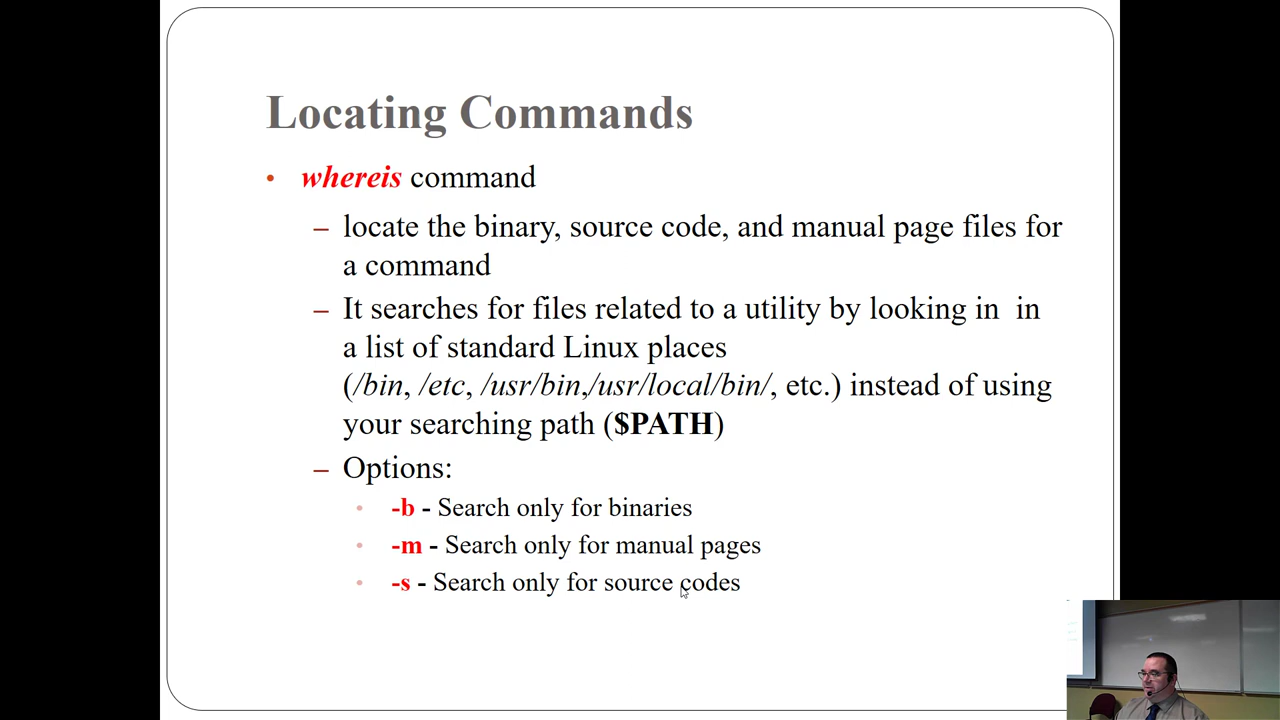 Locating Commands
• whereis command
– locate the binary, source code, and manual page files for
a command
– It searches for files related to a utility by looking in  in
a list of standard Linux places
(/bin, /etc, /usr/bin,/usr/local/bin/, etc.) instead of using
your searching path ($PATH)
– Options:
• -b - Search only for binaries
• -m - Search only for manual pages
• -s - Search only for source codes